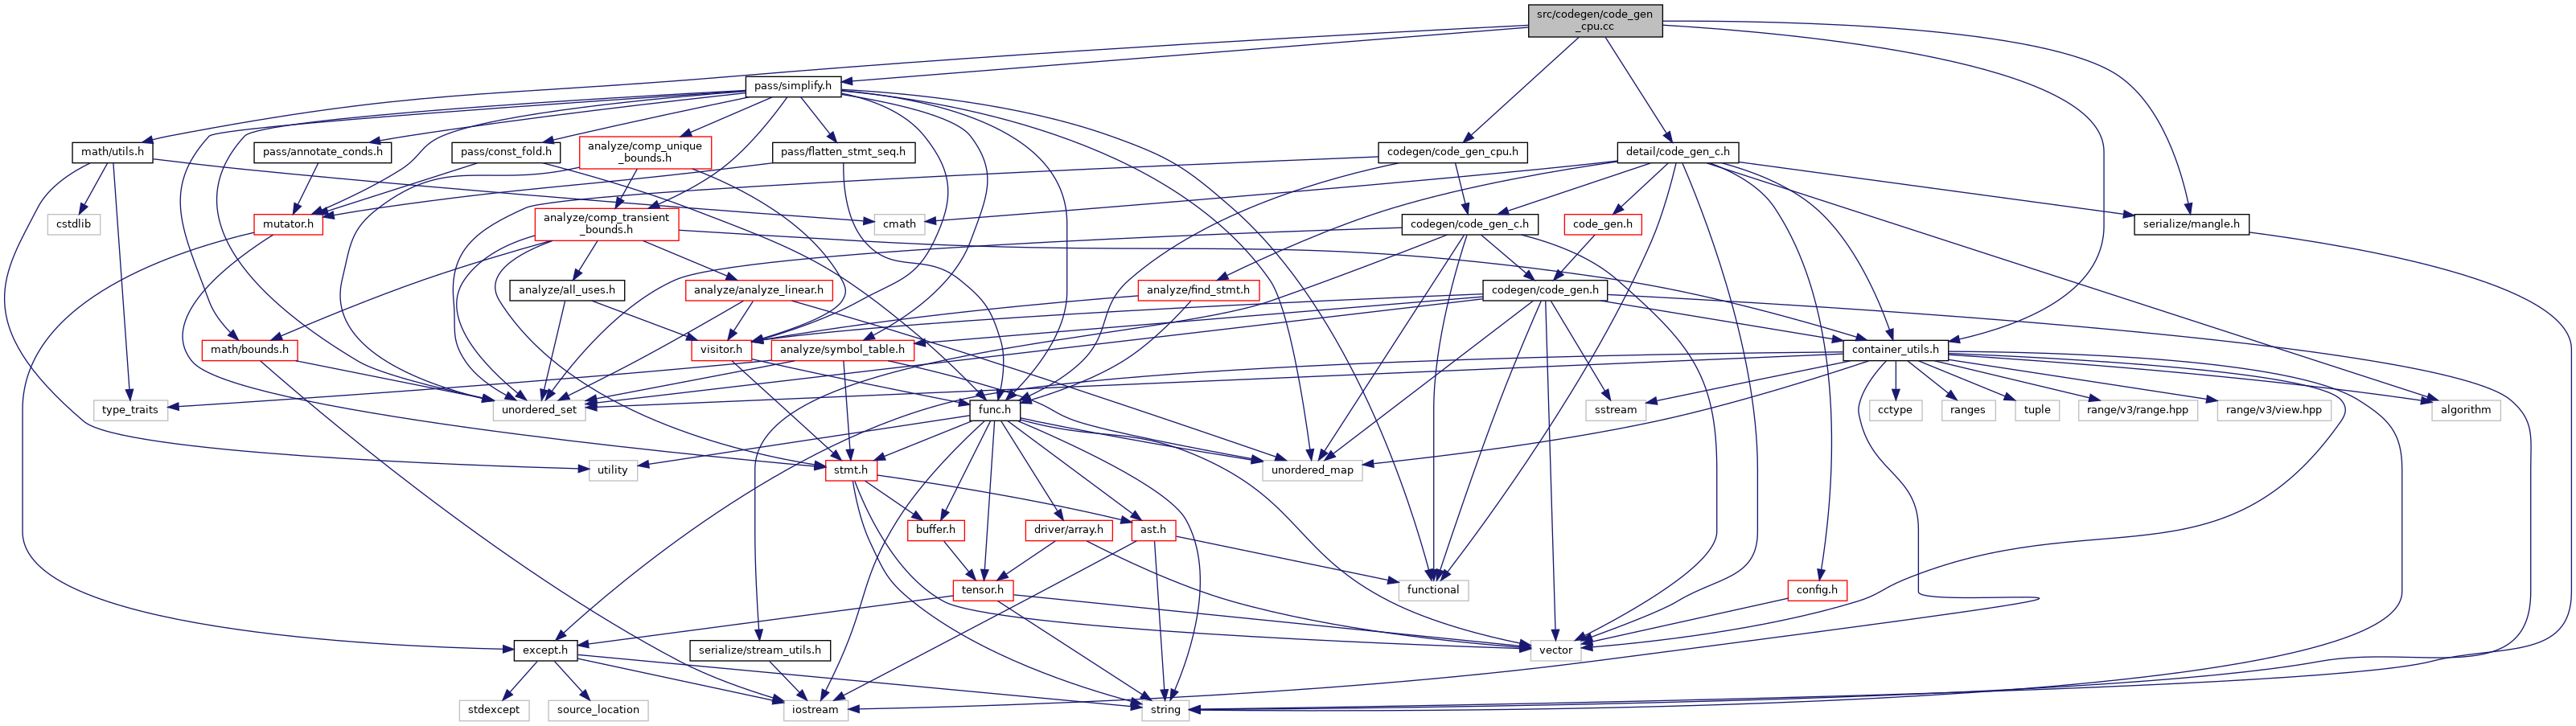 src/codegen/code_gen
_cpu.cc
pass/simplify.h
math/utils.h
pass/annotate_conds.h
pass/const_fold.h
analyze/comp_unique
_bounds.h
pass/flatten_stmt_seq.h
codegen/code_gen_cpu.h
detail/code_gen_c.h
cstdlib
mutator.h
analyze/comp_transient
_bounds.h
cmath
codegen/code_gen_c.h
code_gen.h
serialize/mangle.h
analyze/all_uses.h
analyze/analyze_linear.h
analyze/find_stmt.h
codegen/code_gen.h
math/bounds.h
visitor.h
analyze/symbol_table.h
container_utils.h
type_traits
unordered_set
func.h
sstream
cctype
ranges
tuple
range/v3/range.hpp
range/v3/view.hpp
algorithm
utility
stmt.h
unordered_map
buffer.h
driver/array.h
ast.h
tensor.h
functional
config.h
except.h
serialize/stream_utils.h
vector
stdexcept
source_location
iostream
string